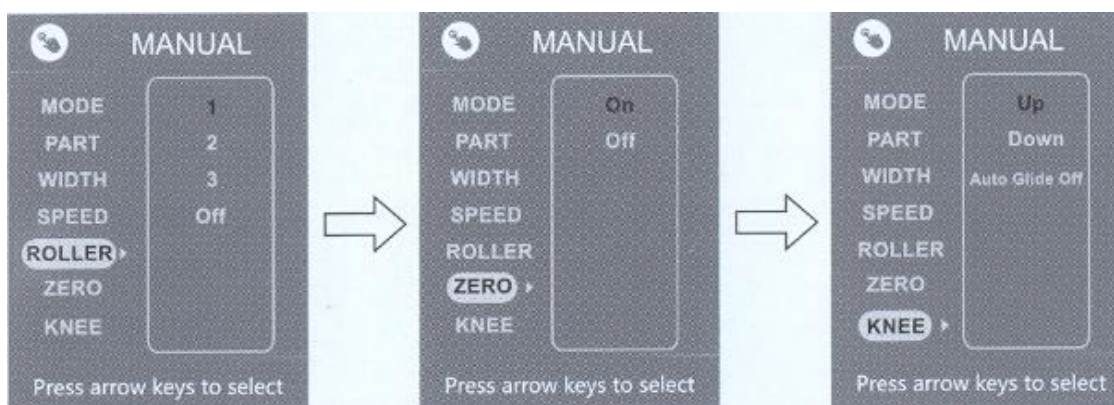 MANUAL
MODE 1
PART 2
WIDTH 3
SPEED Off
ROLLER
ZERO
KNEE
Press arrow keys to select
MANUAL
MODE On
PART Off
WIDTH
SPEED
ROLLER
ZERO
KNEE
Press arrow keys to select
MANUAL
MODE Up
PART Down
WIDTH Auto Glide Off
SPEED
ROLLER
ZERO
KNEE
Press arrow keys to select